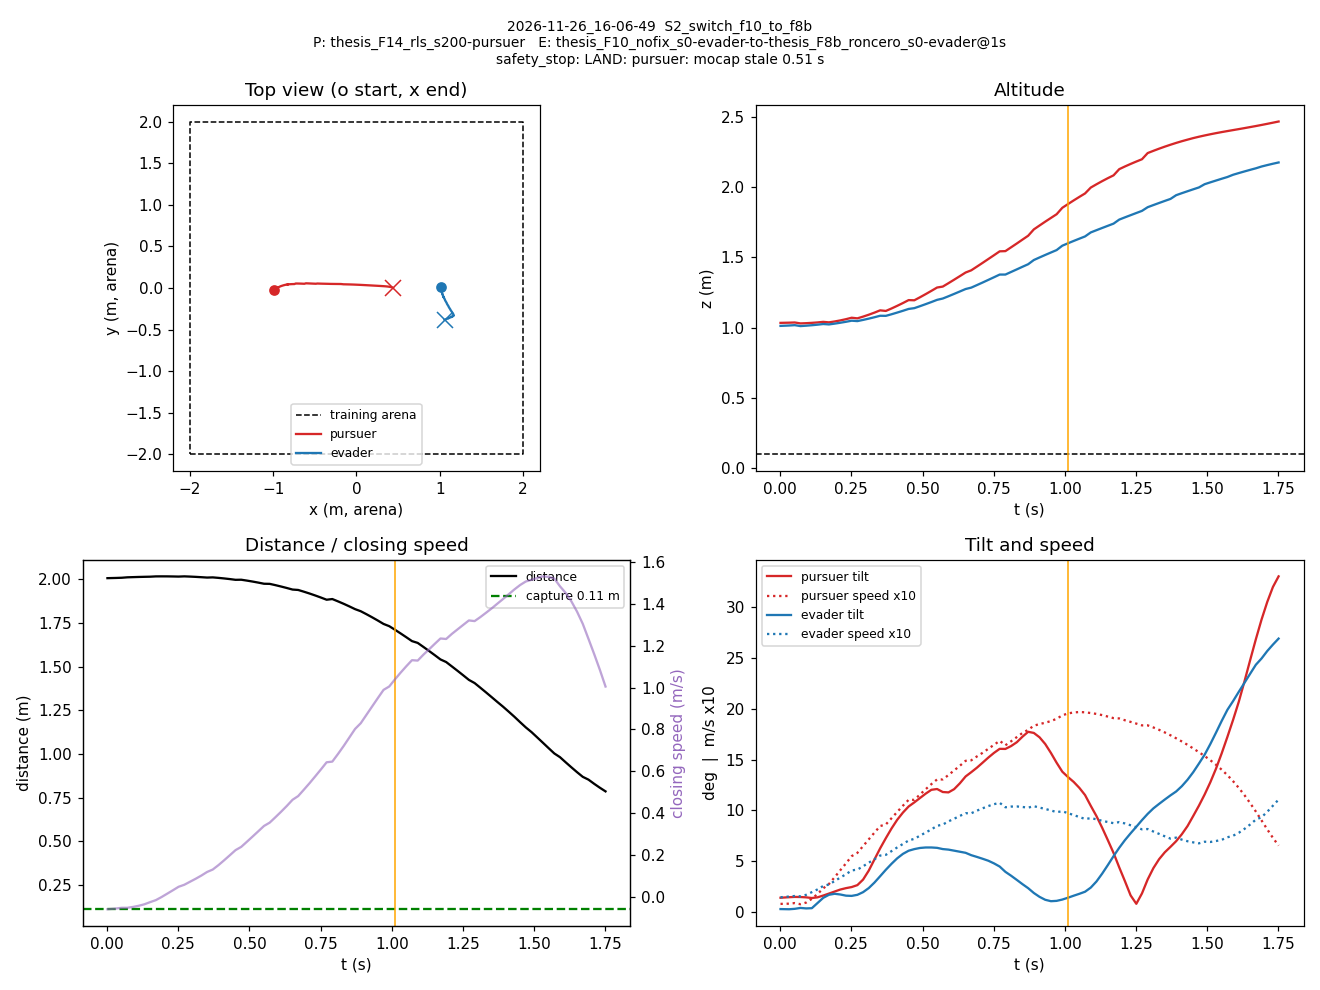 2026-11-26_16-06-49  S2_switch_f10_to_f8b
P: thesis_F14_rls_s200-pursuer   E: thesis_F10_nofix_s0-evader-to-thesis_F8b_roncero_s0-evader@1s
safety_stop: LAND: pursuer: mocap stale 0.51 s
Top view (o start, x end)
2.0
1.5
1.0
0.5
0.0
−0.5
−1.0
−1.5
−2.0
y (m, arena)
training arena
pursuer
evader
−2
−1
0
1
2
x (m, arena)
Altitude
2.5
2.0
1.5
1.0
0.5
0.0
z (m)
0.00
0.25
0.50
0.75
1.00
1.25
1.50
1.75
t (s)
Distance / closing speed
2.00
1.75
1.50
1.25
1.00
0.75
0.50
0.25
distance (m)
distance
capture 0.11 m
1.6
1.4
1.2
1.0
0.8
0.6
0.4
0.2
0.0
closing speed (m/s)
0.00
0.25
0.50
0.75
1.00
1.25
1.50
1.75
t (s)
Tilt and speed
30
25
20
15
10
5
0
deg  |  m/s x10
pursuer tilt
pursuer speed x10
evader tilt
evader speed x10
0.00
0.25
0.50
0.75
1.00
1.25
1.50
1.75
t (s)